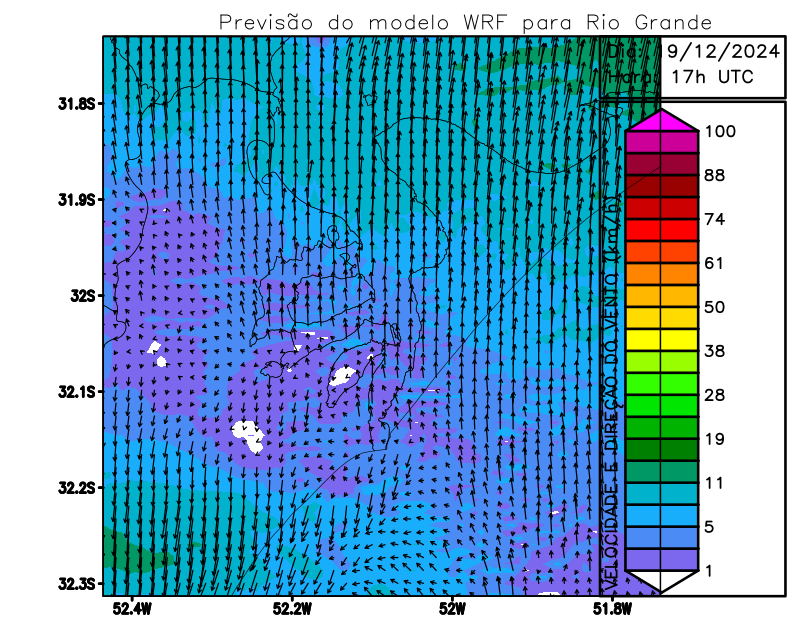 Previsão do modelo WRF para Rio Grande
Dia: 9/12/2024
Hora: 17h UTC
31.8S
31.9S
32S
32.1S
32.2S
32.3S
52.4W
52.2W
52W
51.8W
VELOCIDADE E DIREÇAO DO VENTO (km/h)
100
88
74
61
50
38
28
19
11
5
1